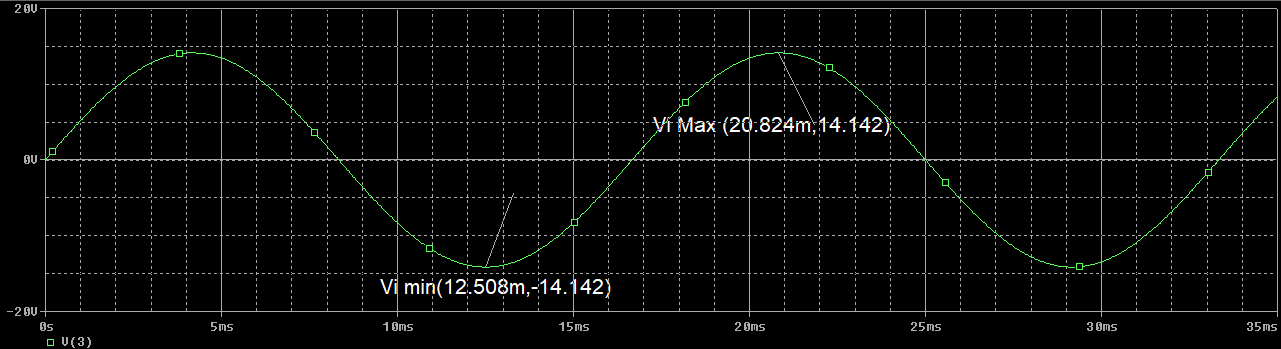 20V
Vi Max (20.824m,14.142)
0V
Vi min(12.508m,-14.142)
-20V
0s 5ms 10ms 15ms 20ms 25ms 30ms 35ms
V(3)